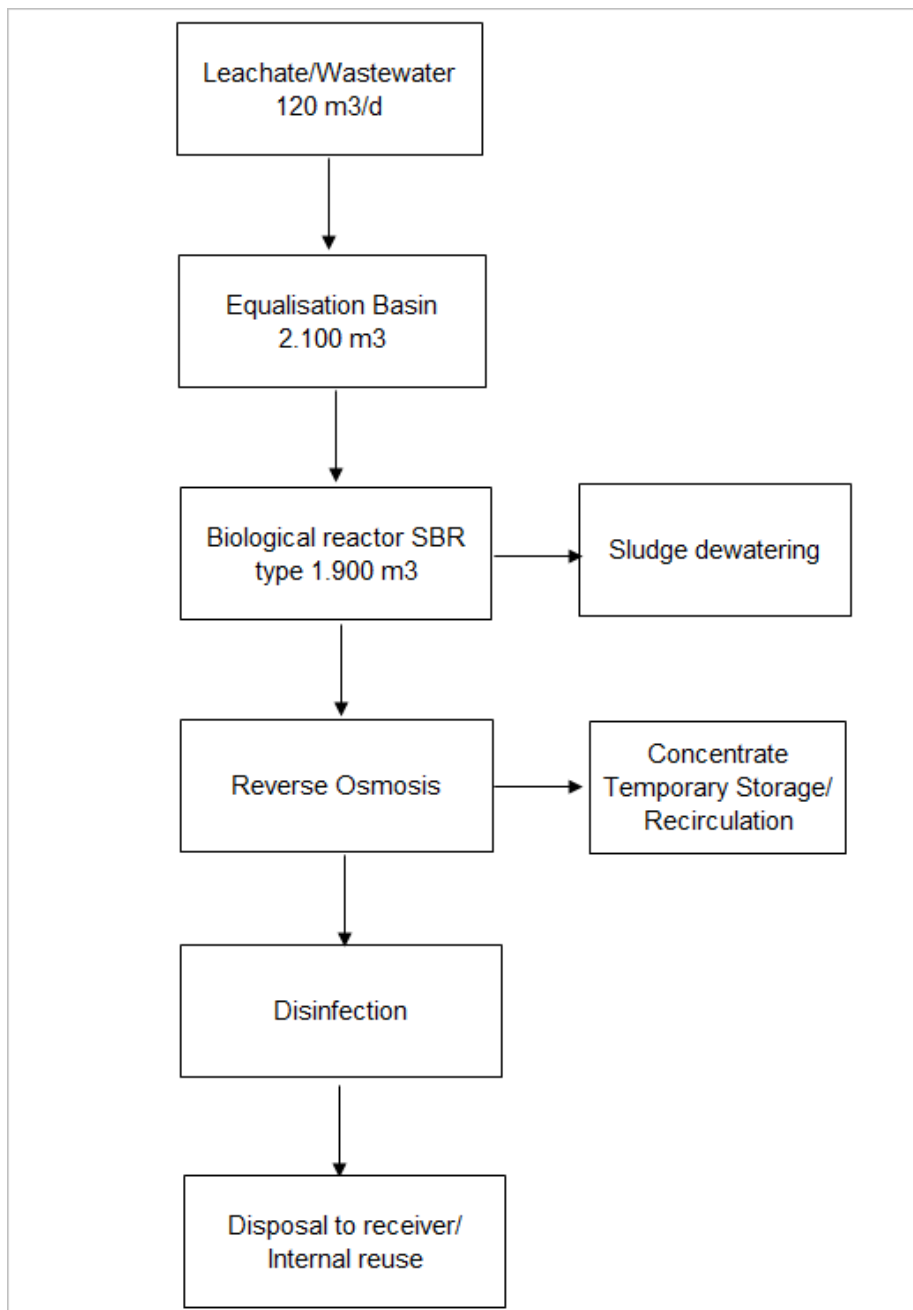 Leachate/Wastewater
120 m3/d
Equalisation Basin
2.100 m3
Biological reactor SBR
type 1.900 m3
Sludge dewatering
Reverse Osmosis
Concentrate
Temporary Storage/
Recirculation
Disinfection
Disposal to receiver/
Internal reuse